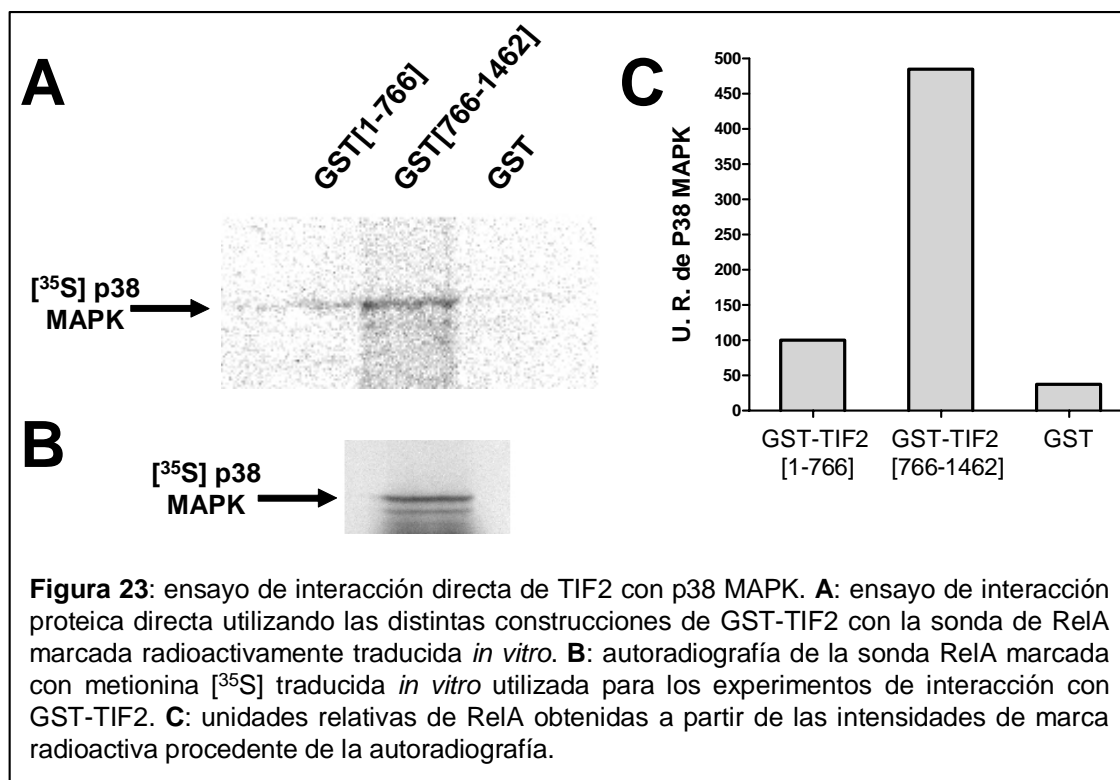 A
GST[1-766]
GST[766-1462]
GST
[35S] p38
MAPK
B
[35S] p38
MAPK
C
U. R. de P38 MAPK
500
450
400
350
300
250
200
150
100
50
0
GST-TIF2
[1-766]
GST-TIF2
[766-1462]
GST
Figura 23: ensayo de interacción directa de TIF2 con p38 MAPK. A: ensayo de interacción
proteica directa utilizando las distintas construcciones de GST-TIF2 con la sonda de RelA
marcada radioactivamente traducida in vitro. B: autoradiografía de la sonda RelA marcada
con metionina [35S] traducida in vitro utilizada para los experimentos de interacción con
GST-TIF2. C: unidades relativas de RelA obtenidas a partir de las intensidades de marca
radioactiva procedente de la autoradiografía.